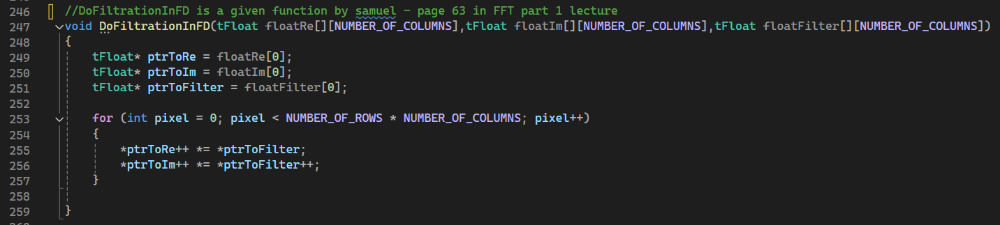 246 //DoFiltrationInFD is a given function by samuel - page 63 in FFT part 1 lecture
247 void DoFiltrationInFD(tFloat floatRe[][NUMBER_OF_COLUMNS],tFloat floatIm[][NUMBER_OF_COLUMNS],tFloat floatFilter[][NUMBER_OF_COLUMNS])
248 {
249     tFloat* ptrToRe = floatRe[0];
250     tFloat* ptrToIm = floatIm[0];
251     tFloat* ptrToFilter = floatFilter[0];
252
253     for (int pixel = 0; pixel < NUMBER_OF_ROWS * NUMBER_OF_COLUMNS; pixel++)
254     {
255         *ptrToRe++ *= *ptrToFilter;
256         *ptrToIm++ *= *ptrToFilter++;
257     }
258
259 }